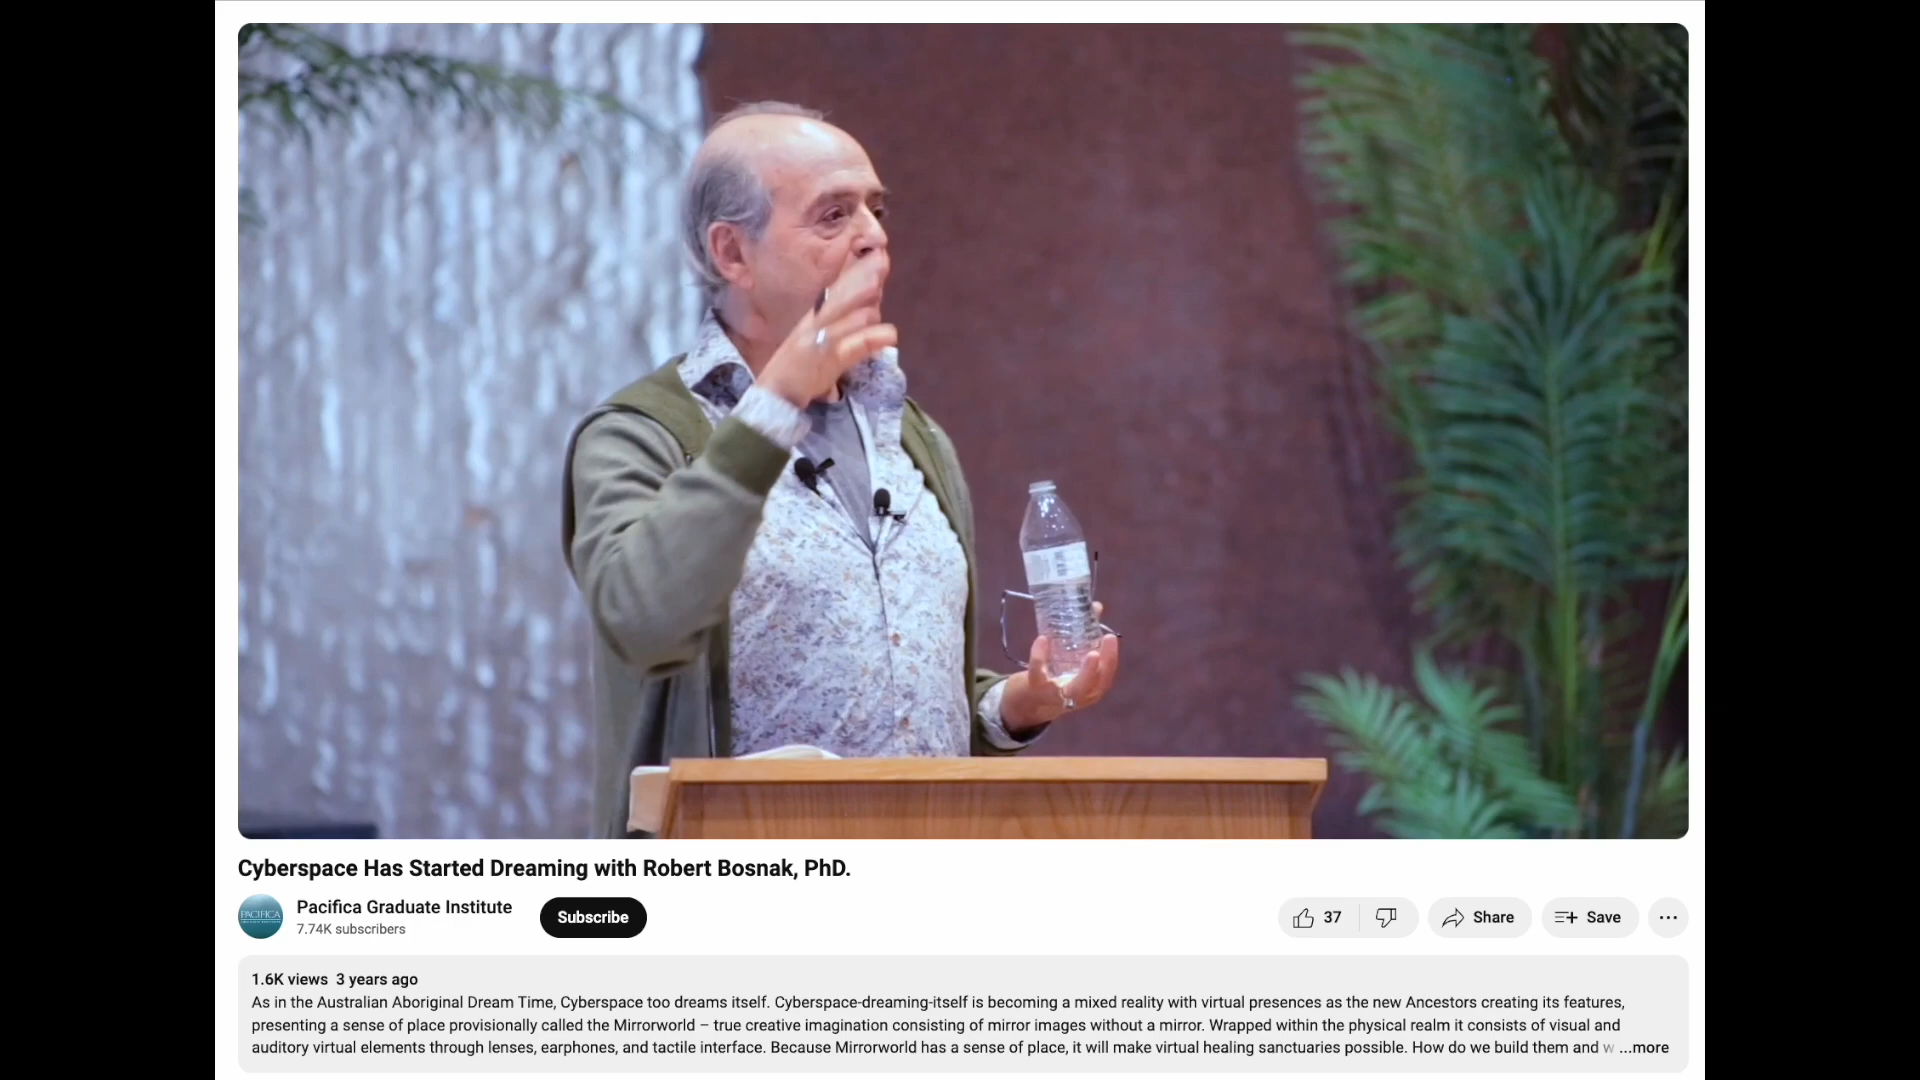 Cyberspace Has Started Dreaming with Robert Bosnak, PhD.
PACIFICA
Pacifica Graduate Institute
7.74K subscribers
Subscribe
37
Share
Save
1.6K views 3 years ago
As in the Australian Aboriginal Dream Time, Cyberspace too dreams itself. Cyberspace-dreaming-itself is becoming a mixed reality with virtual presences as the new Ancestors creating its features,
presenting a sense of place provisionally called the Mirrorworld – true creative imagination consisting of mirror images without a mirror. Wrapped within the physical realm it consists of visual and
auditory virtual elements through lenses, earphones, and tactile interface. Because Mirrorworld has a sense of place, it will make virtual healing sanctuaries possible. How do we build them and w ...more